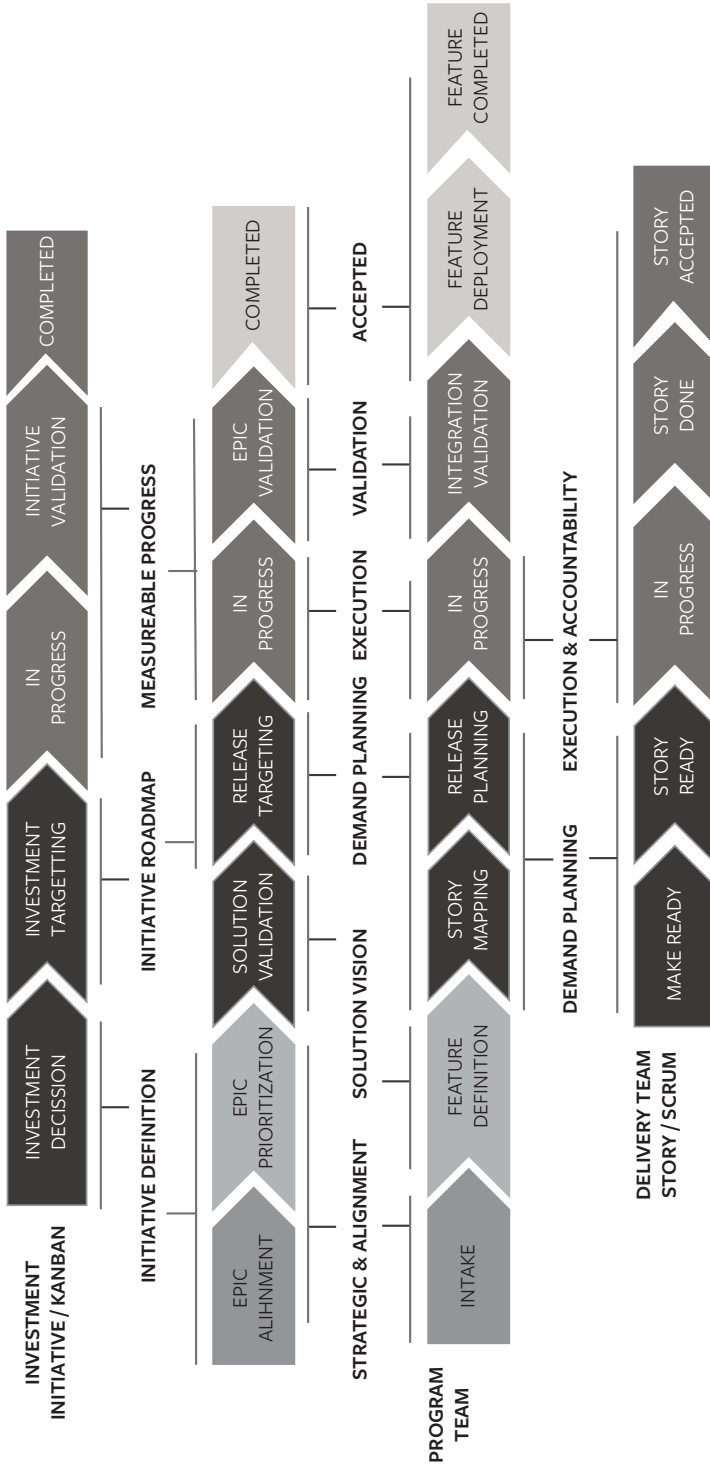 INVESTMENT
INITIATIVE / KANBAN
INVESTMENT
DECISSION
INVESTMENT
TARGETTING
IN
PROGRESS
INITIATIVE
VALIDATION
COMPLETED
INITIATIVE DEFINITION
INITIATIVE ROADMAP
MEASUREABLE PROGRESS
EPIC
ALIHNMENT
EPIC
PRIORITIZATION
SOLUTION
VALIDATION
RELEASE
TARGETING
IN
PROGRESS
EPIC
VALIDATION
COMPLETED
STRATEGIC & ALIGNMENT
SOLUTION VISION
DEMAND PLANNING
EXECUTION
VALIDATION
ACCEPTED
PROGRAM
TEAM
INTAKE
FEATURE
DEFINITION
STORY
MAPPING
RELEASE
PLANNING
IN
PROGRESS
INTEGRATION
VALIDATION
FEATURE
DEPLOYMENT
FEATURE
COMPLETED
DEMAND PLANNING
EXECUTION & ACCOUNTABILITY
DELIVERY TEAM
STORY / SCRUM
MAKE READY
STORY
READY
IN
PROGRESS
STORY
DONE
STORY
ACCEPTED